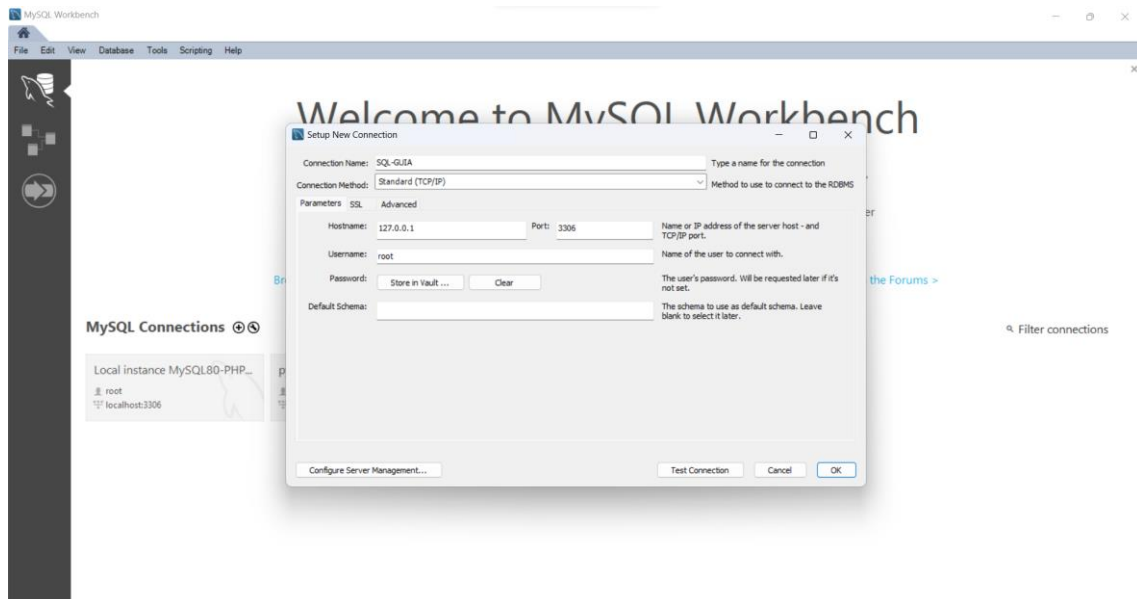 MySQL Workbench
File Edit View Database Tools Scripting Help
Welcome to MySQL Workbench
Setup New Connection
Connection Name: SQL-GUIA Type a name for the connection
Connection Method: Standard (TCP/IP) Method to use to connect to the RDBMS
Parameters SSL Advanced
Hostname: 127.0.0.1 Port: 3306 Name or IP address of the server host - and
TCP/IP port.
er
Username: root Name of the user to connect with.
Password: Store in Vault ... Clear The user's password. Will be requested later if it's
not set.
Br the Forums >
Default Schema: The schema to use as default schema. Leave
blank to select it later.
MySQL Connections Filter connections
Local instance MySQL80-PHP... p
root
localhost:3306
Configure Server Management... Test Connection Cancel OK